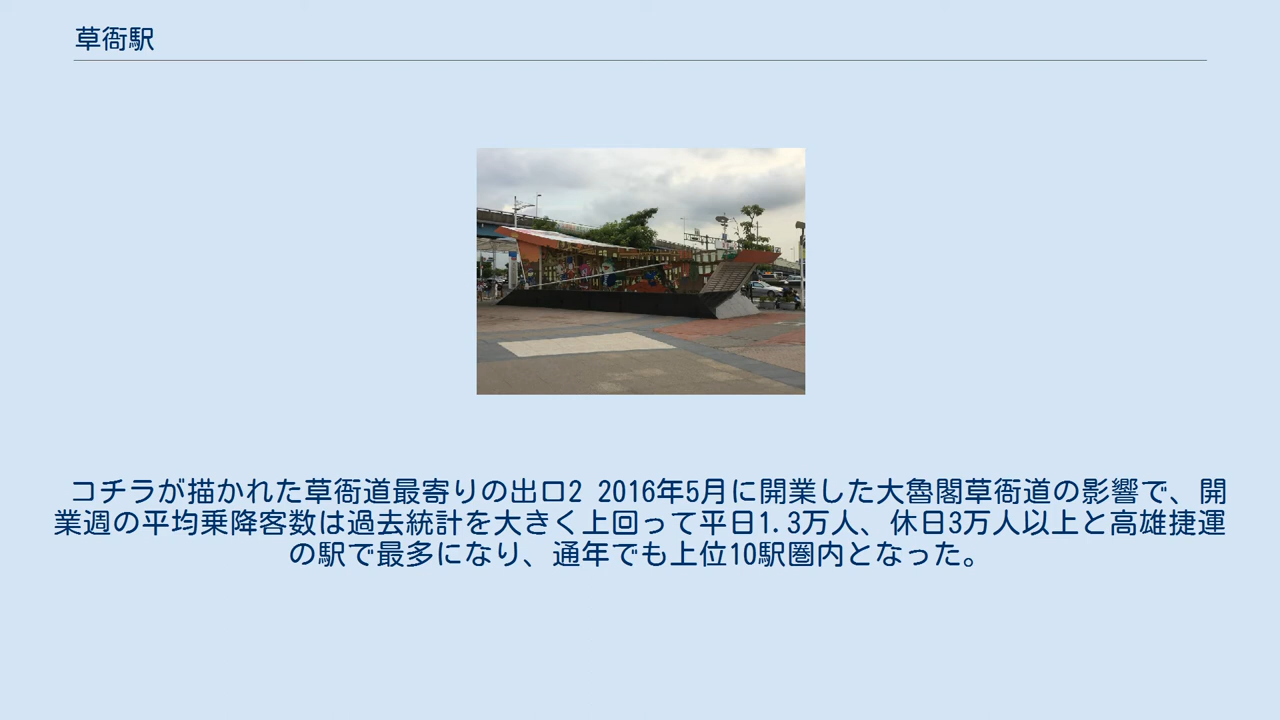 草衙駅
コチラが描かれた草衙道最寄りの出口2 2016年5月に開業した大魯閣草衙道の影響で、開
業週の平均乗降客数は過去統計を大きく上回って平日1.3万人、休日3万人以上と高雄捷運
の駅で最多になり、通年でも上位10駅圏内となった。